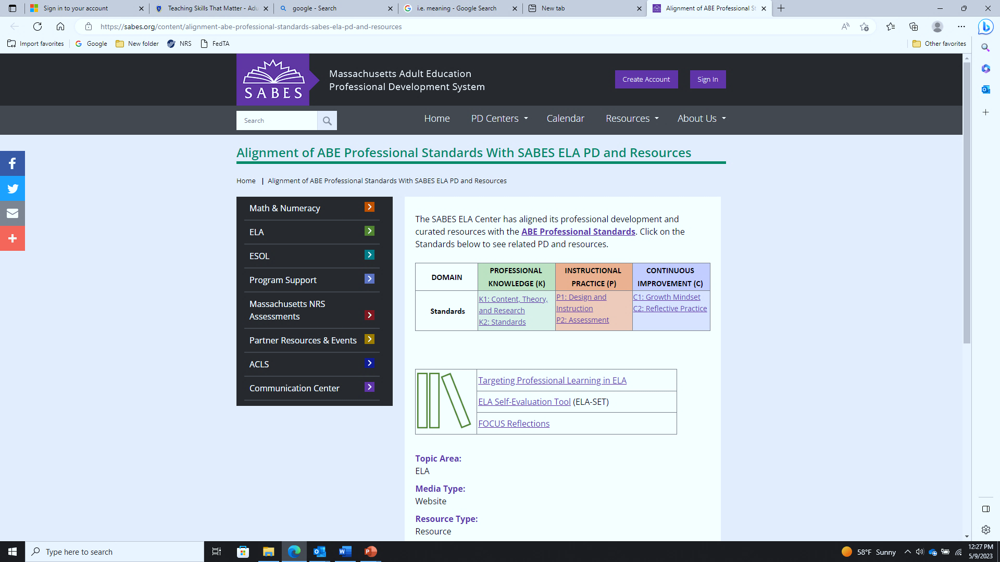 Sign in to your account
Teaching Skills That Matter - Adu
google - Search
i.e. meaning - Google Search
New tab
Alignment of ABE Professional St
https://sabes.org/content/alignment-abe-professional-standards-sabes-ela-pd-and-resources
Import favorites
Google
New folder
NRS
FedTA
Other favorites
SABES
Massachusetts Adult Education
Professional Development System
Create Account
Sign In
Search
Home
PD Centers
Calendar
Resources
About Us
Alignment of ABE Professional Standards With SABES ELA PD and Resources
Home | Alignment of ABE Professional Standards With SABES ELA PD and Resources
Math & Numeracy
ELA
ESOL
Program Support
Massachusetts NRS
Assessments
Partner Resources & Events
ACLS
Communication Center
The SABES ELA Center has aligned its professional development and
curated resources with the ABE Professional Standards. Click on the
Standards below to see related PD and resources.
DOMAIN
PROFESSIONAL
KNOWLEDGE (K)
INSTRUCTIONAL
PRACTICE (P)
CONTINUOUS
IMPROVEMENT (C)
Standards
K1: Content, Theory,
and Research
K2: Standards
P1: Design and
Instruction
P2: Assessment
C1: Growth Mindset
C2: Reflective Practice
Targeting Professional Learning in ELA
ELA Self-Evaluation Tool (ELA-SET)
FOCUS Reflections
Topic Area:
ELA
Media Type:
Website
Resource Type:
Resource
Type here to search
58°F Sunny
12:27 PM
5/9/2023